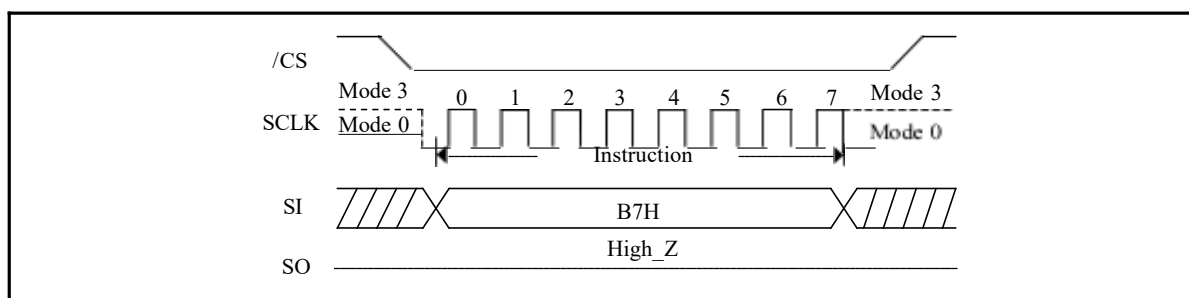 /CS
Mode 3 0 1 2 3 4 5 6 7 Mode 3
SCLK Mode 0 Mode 0
Instruction
SI B7H
High_Z
SO